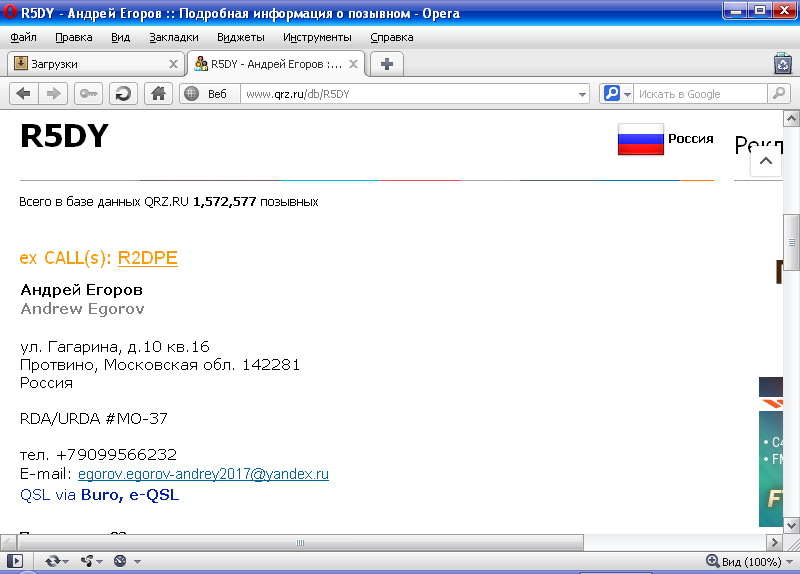 R5DY - Андрей Егоров :: Подробная информация о позывном - Opera
Файл Правка Вид Закладки Виджеты Инструменты Справка
Загрузки R5DY - Андрей Егоров :: ...
Веб www.qrz.ru/db/R5DY Искать в Google
R5DY
Россия
Всего в базе данных QRZ.RU 1,572,577 позывных
ex CALL(s): R2DPE
Андрей Егоров
Andrew Egorov
ул. Гагарина, д.10 кв.16
Протвино, Московская обл. 142281
Россия
RDA/URDA #MO-37
тел. +79099566232
E-mail: egorov.egorov-andrey2017@yandex.ru
QSL via Buro, e-QSL
Вид (100%)